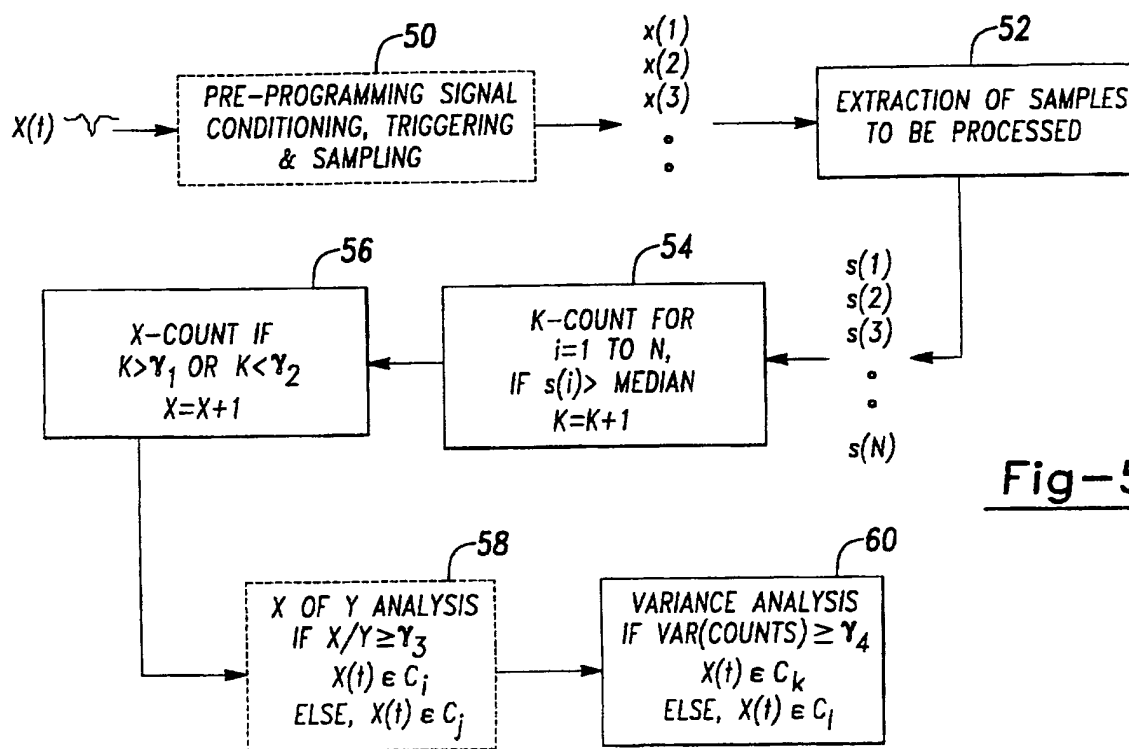 50
X(t)
PRE-PROGRAMMING SIGNAL
CONDITIONING, TRIGGERING
& SAMPLING
x(1)
x(2)
x(3)
52
EXTRACTION OF SAMPLES
TO BE PROCESSED
s(1)
s(2)
s(3)
s(N)
54
K-COUNT FOR
i=1 TO N,
IF s(i)> MEDIAN
K=K+1
56
X-COUNT IF
K>γ₁ OR K<γ₂
X=X+1
58
X OF Y ANALYSIS
IF X/Y≥γ₃
X(t) ϵ Cᵢ
ELSE, X(t) ϵ Cⱼ
60
VARIANCE ANALYSIS
IF VAR(COUNTS)≥γ₄
X(t) ϵ Cₖ
ELSE, X(t) ϵ Cₗ
Fig-5